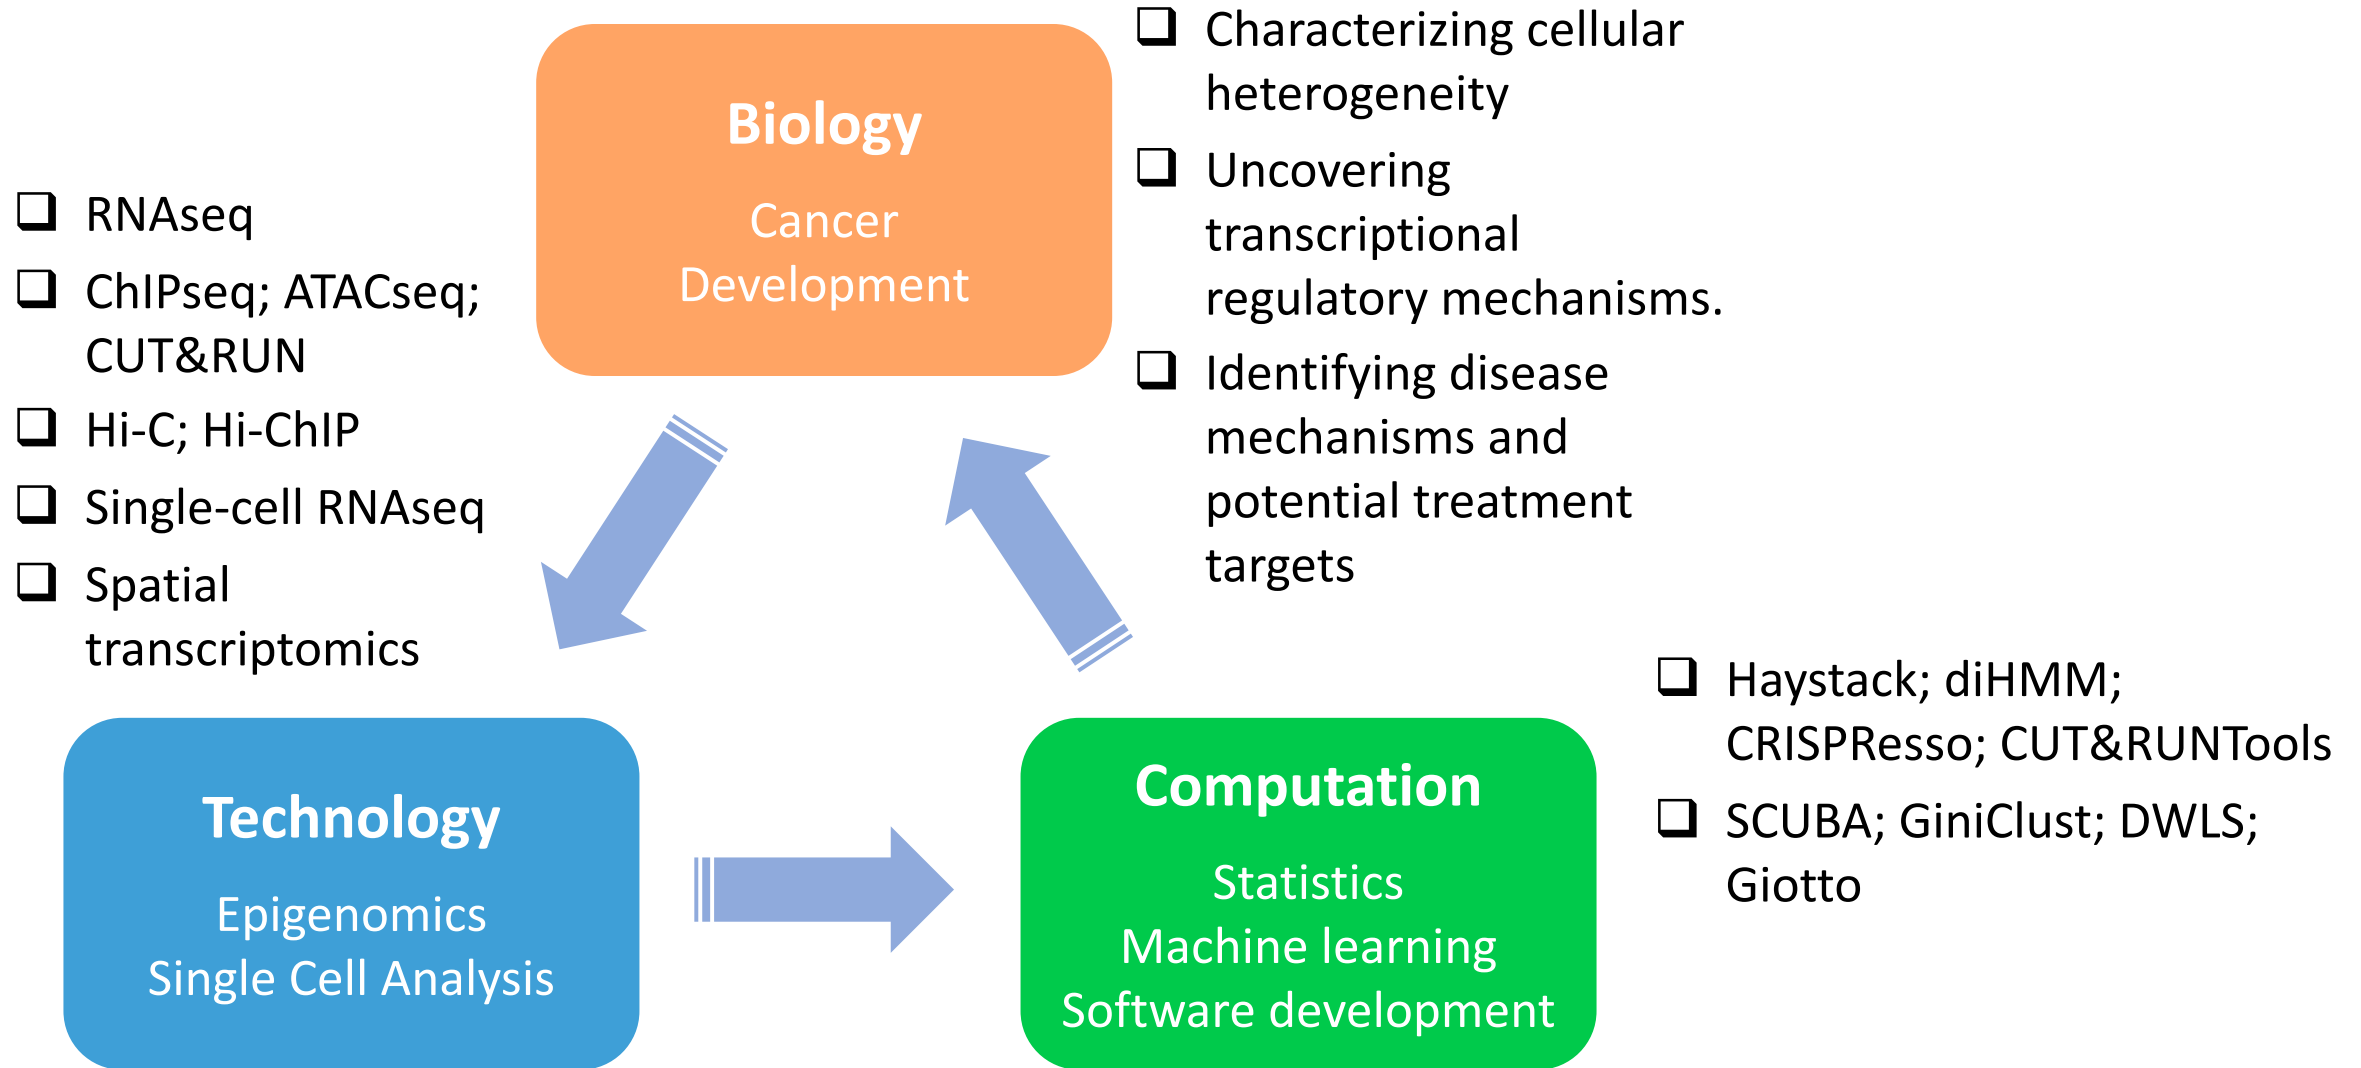 Biology
Cancer
Development
Characterizing cellular
heterogeneity
Uncovering
transcriptional
regulatory mechanisms.
Identifying disease
mechanisms and
potential treatment
targets
RNAseq
ChIPseq; ATACseq;
CUT&RUN
Hi-C; Hi-ChIP
Single-cell RNAseq
Spatial
transcriptomics
Technology
Epigenomics
Single Cell Analysis
Computation
Statistics
Machine learning
Software development
Haystack; diHMM;
CRISPResso; CUT&RUNTools
SCUBA; GiniClust; DWLS;
Giotto